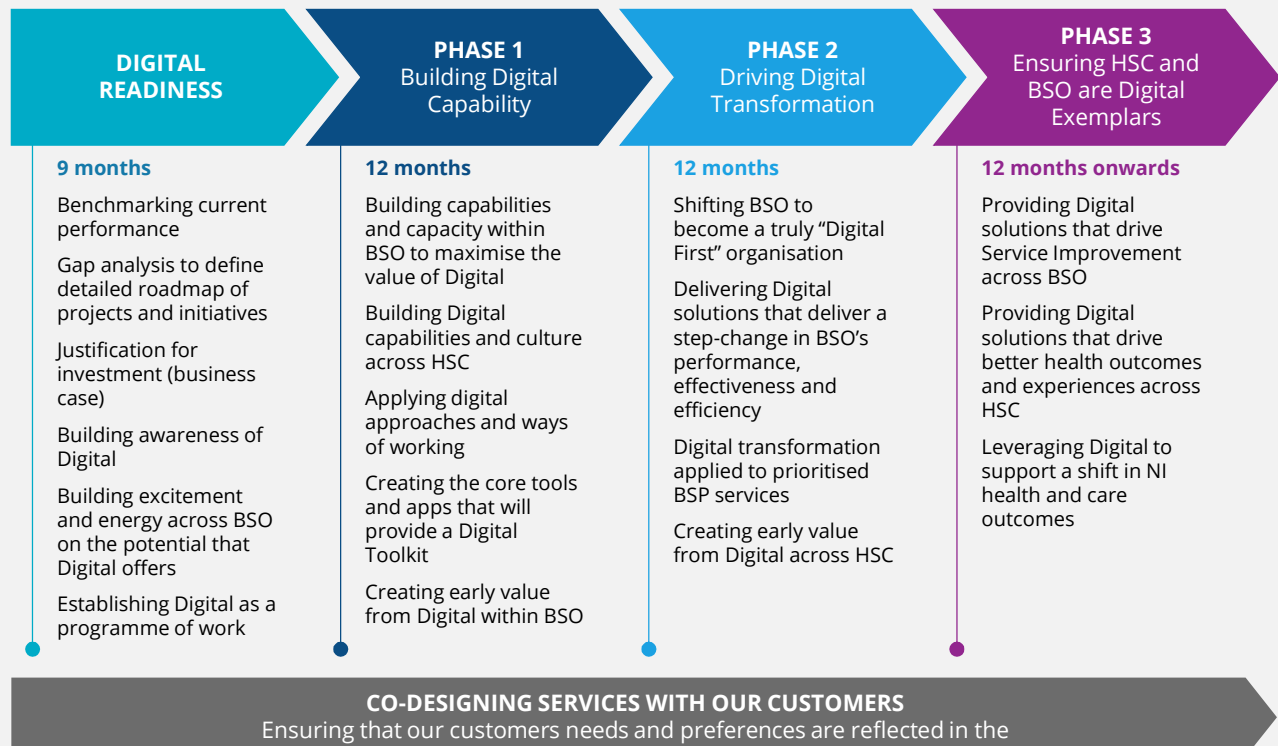 DIGITAL
READINESS
PHASE 1
Building Digital
Capability
PHASE 2
Driving Digital
Transformation
PHASE 3
Ensuring HSC and
BSO are Digital
Exemplars
9 months
Benchmarking current
performance
Gap analysis to define
detailed roadmap of
projects and initiatives
Justification for
investment (business
case)
Building awareness of
Digital
Building excitement
and energy across BSO
on the potential that
Digital offers
Establishing Digital as a
programme of work
12 months
Building capabilities
and capacity within
BSO to maximise the
value of Digital
Building Digital
capabilities and culture
across HSC
Applying digital
approaches and ways
of working
Creating the core tools
and apps that will
provide a Digital
Toolkit
Creating early value
from Digital within BSO
12 months
Shifting BSO to
become a truly “Digital
First” organisation
Delivering Digital
solutions that deliver a
step-change in BSO’s
performance,
effectiveness and
efficiency
Digital transformation
applied to prioritised
BSP services
Creating early value
from Digital across HSC
12 months onwards
Providing Digital
solutions that drive
Service Improvement
across BSO
Providing Digital
solutions that drive
better health outcomes
and experiences across
HSC
Leveraging Digital to
support a shift in NI
health and care
outcomes
CO-DESIGNING SERVICES WITH OUR CUSTOMERS
Ensuring that our customers needs and preferences are reflected in the